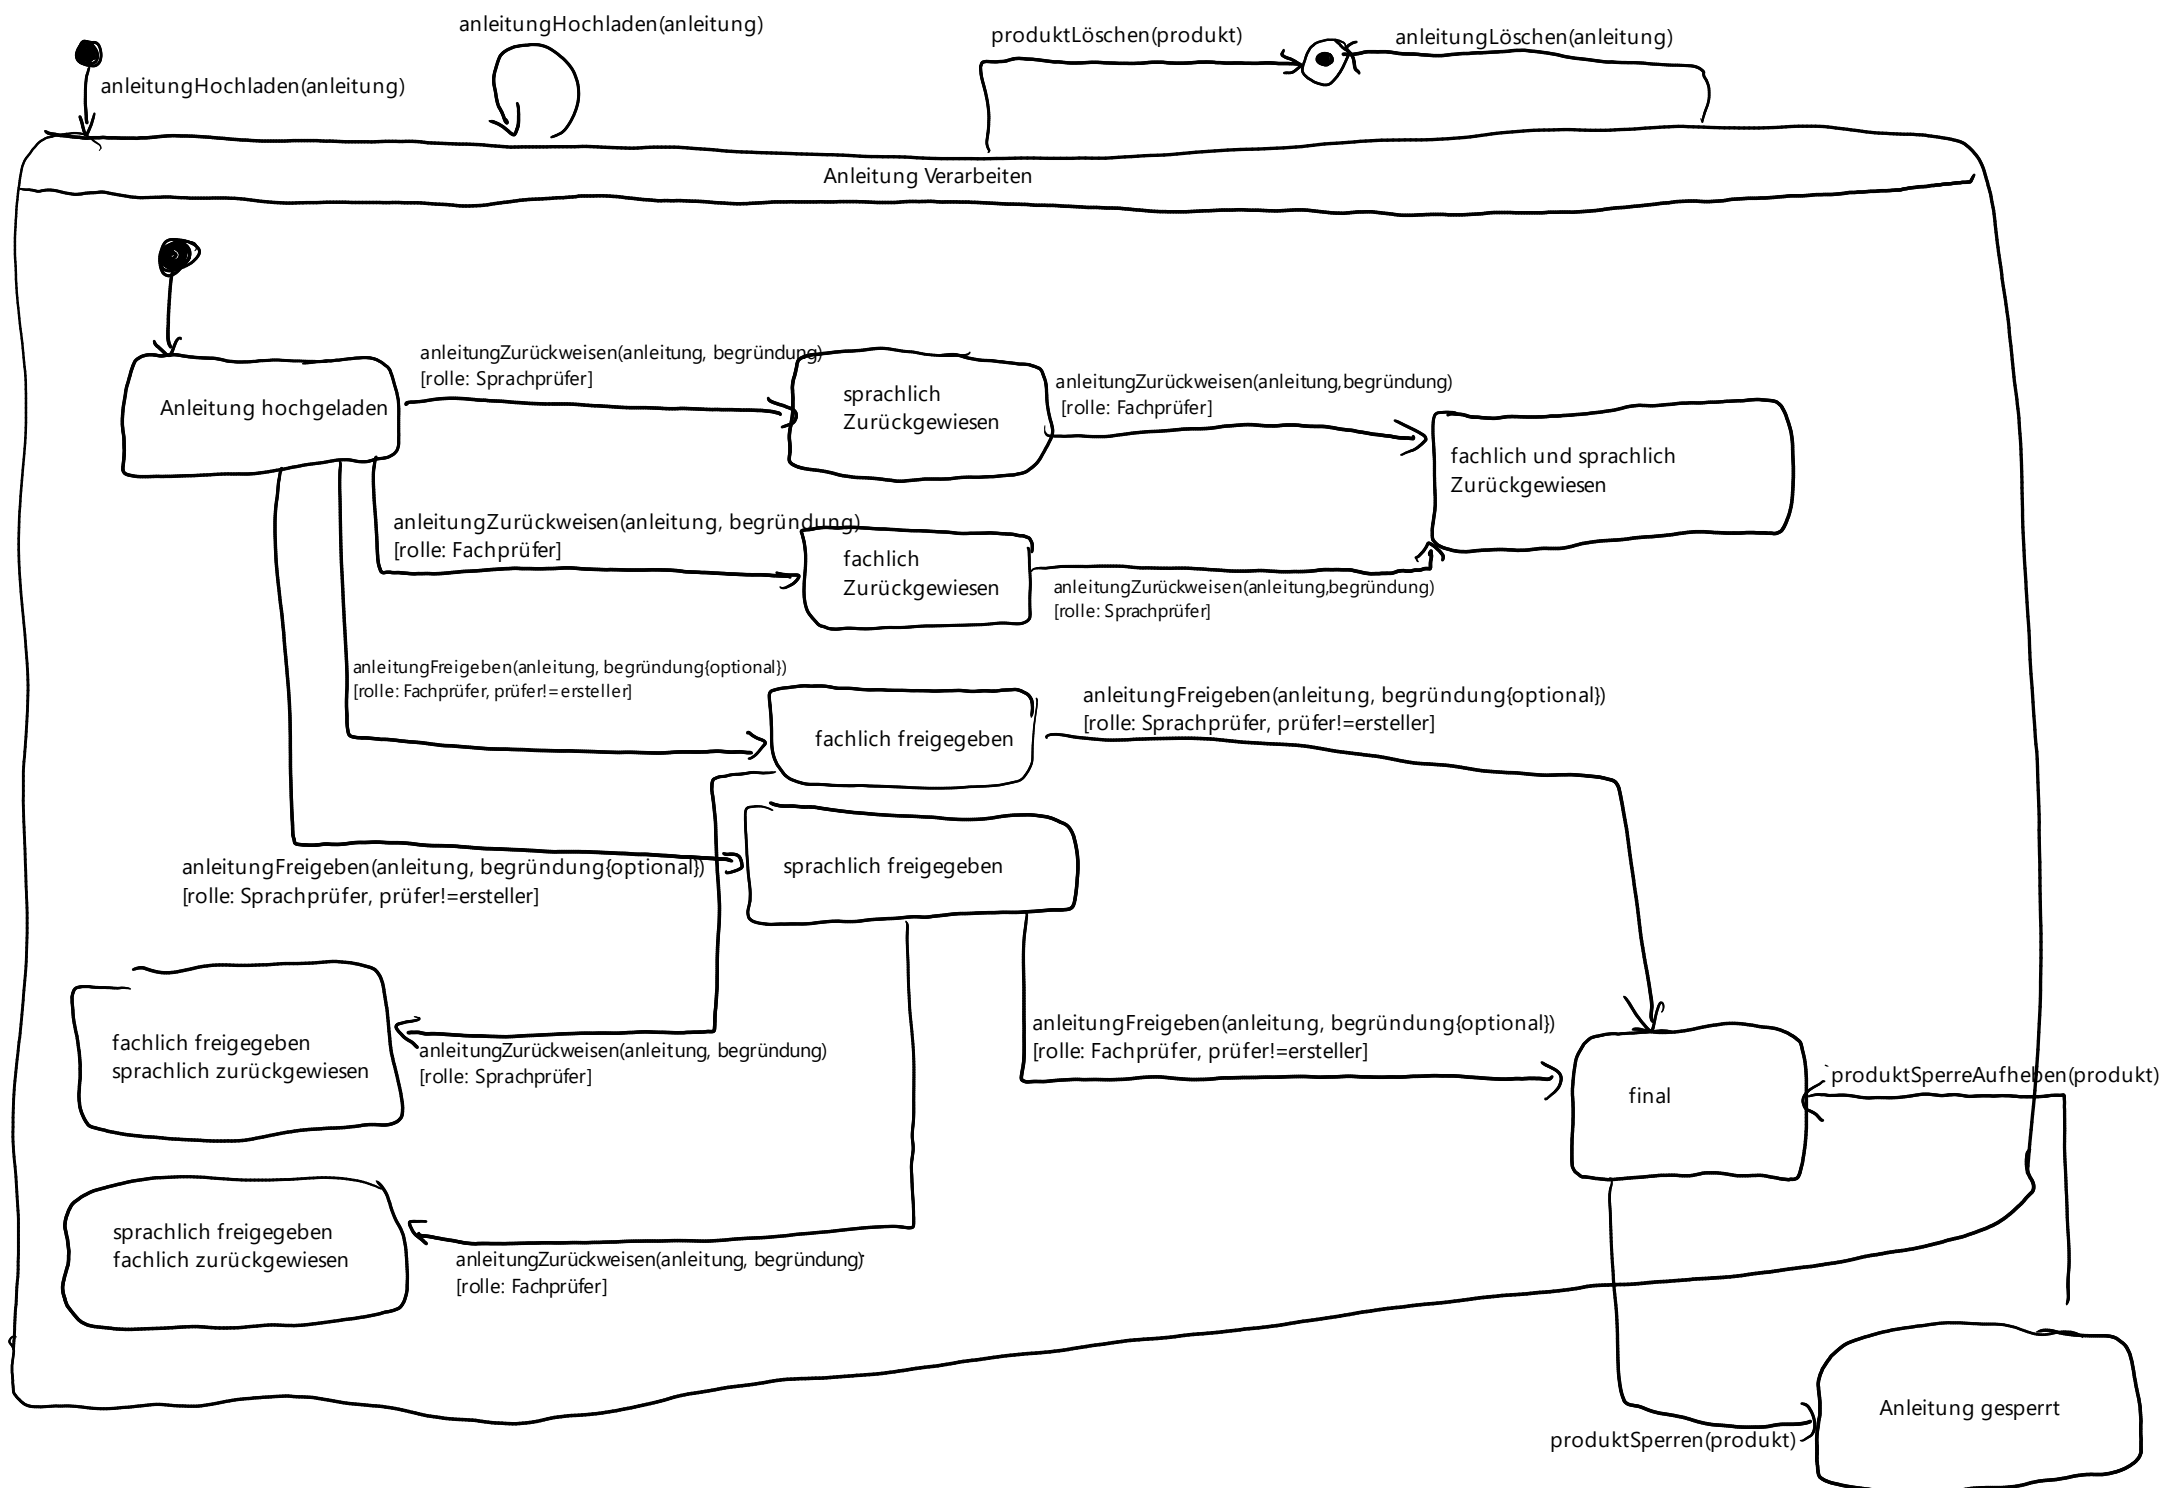 anleitungHochladen(anleitung)
produktLöschen(produkt)
anleitungLöschen(anleitung)
anleitungHochladen(anleitung)
Anleitung Verarbeiten
anleitungZurückweisen(anleitung, begründung)
[rolle: Sprachprüfer]
Anleitung hochgeladen
sprachlich
Zurückgewiesen
anleitungZurückweisen(anleitung,begründung)
[rolle: Fachprüfer]
fachlich und sprachlich
Zurückgewiesen
anleitungZurückweisen(anleitung, begründung)
[rolle: Fachprüfer]
fachlich
Zurückgewiesen
anleitungZurückweisen(anleitung,begründung)
[rolle: Sprachprüfer]
anleitungFreigeben(anleitung, begründung{optional})
[rolle: Fachprüfer, prüfer!=ersteller]
fachlich freigegeben
anleitungFreigeben(anleitung, begründung{optional})
[rolle: Sprachprüfer, prüfer!=ersteller]
anleitungFreigeben(anleitung, begründung{optional})
[rolle: Sprachprüfer, prüfer!=ersteller]
sprachlich freigegeben
fachlich freigegeben
sprachlich zurückgewiesen
anleitungZurückweisen(anleitung, begründung)
[rolle: Sprachprüfer]
anleitungFreigeben(anleitung, begründung{optional})
[rolle: Fachprüfer, prüfer!=ersteller]
final
produktSperreAufheben(produkt)
sprachlich freigegeben
fachlich zurückgewiesen
anleitungZurückweisen(anleitung, begründung)
[rolle: Fachprüfer]
Anleitung gesperrt
produktSperren(produkt)